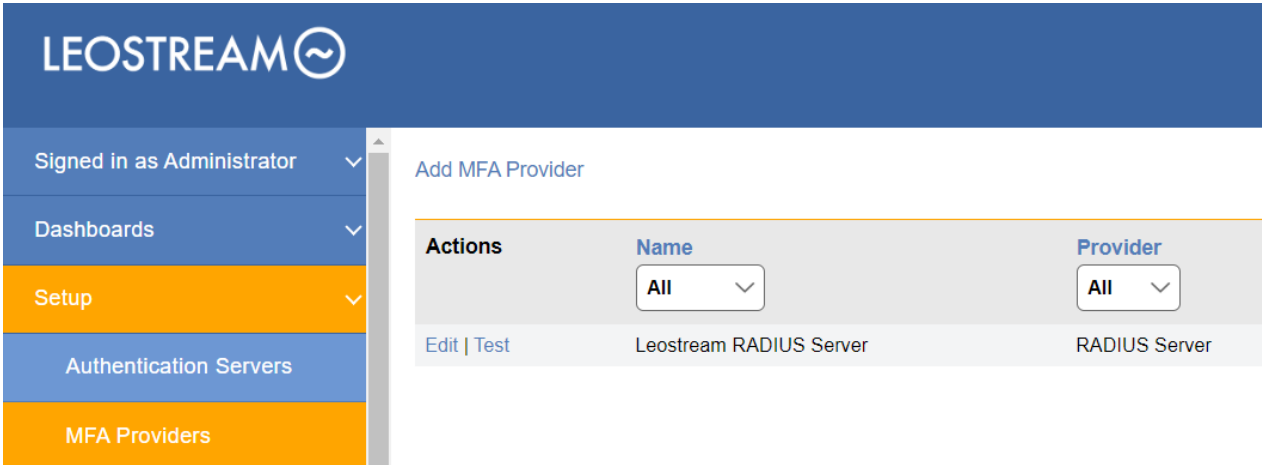 LEOSTREAM
Signed in as Administrator
Dashboards
Setup
Authentication Servers
MFA Providers
Add MFA Provider
Actions Name Provider
All All
Edit | Test Leostream RADIUS Server RADIUS Server